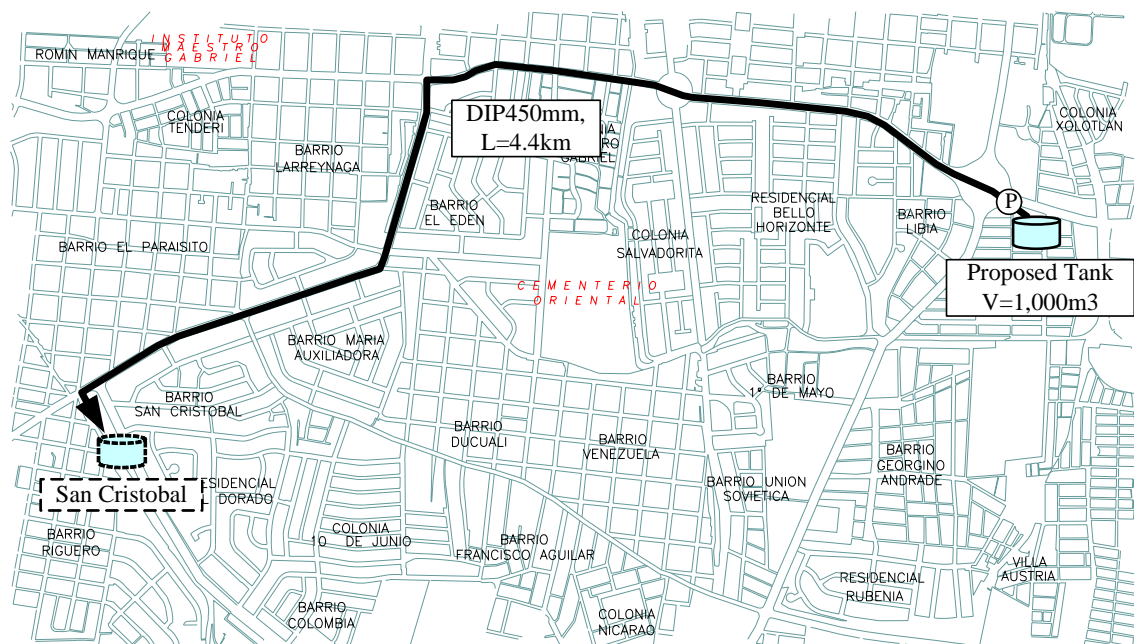 INSTITUTO
MAESTRO
GABRIEL
ROMIN MANRIQUE
COLONIA
TENDERI
BARRIO
LARREYNAGA
DIP450mm,
L=4.4km
GABRIEL
COLONIA
XOLOTLAN
BARRIO
EL EDEN
RESIDENCIAL
BELLO
HORIZONTE
BARRIO
LIBIA
P
BARRIO EL PARAISITO
COLONIA
SALVADORITA
CEMENTERIO
ORIENTAL
Proposed Tank
V=1,000m3
BARRIO MARIA
AUXILIADORA
BARRIO
SAN CRISTOBAL
BARRIO
1º DE MAYO
BARRIO
DUCUALI
BARRIO
VENEZUELA
BARRIO
GEORGINO
ANDRADE
San Cristobal
ESIDENCIAL
DORADO
BARRIO UNION
SOVIETICA
BARRIO
RIGUERO
COLONIA
10 DE JUNIO
BARRIO
FRANCISCO AGUILAR
VILLA
AUSTRIA
RESIDENCIAL
RUBENIA
BARRIO
COLOMBIA
COLONIA
NICARAO